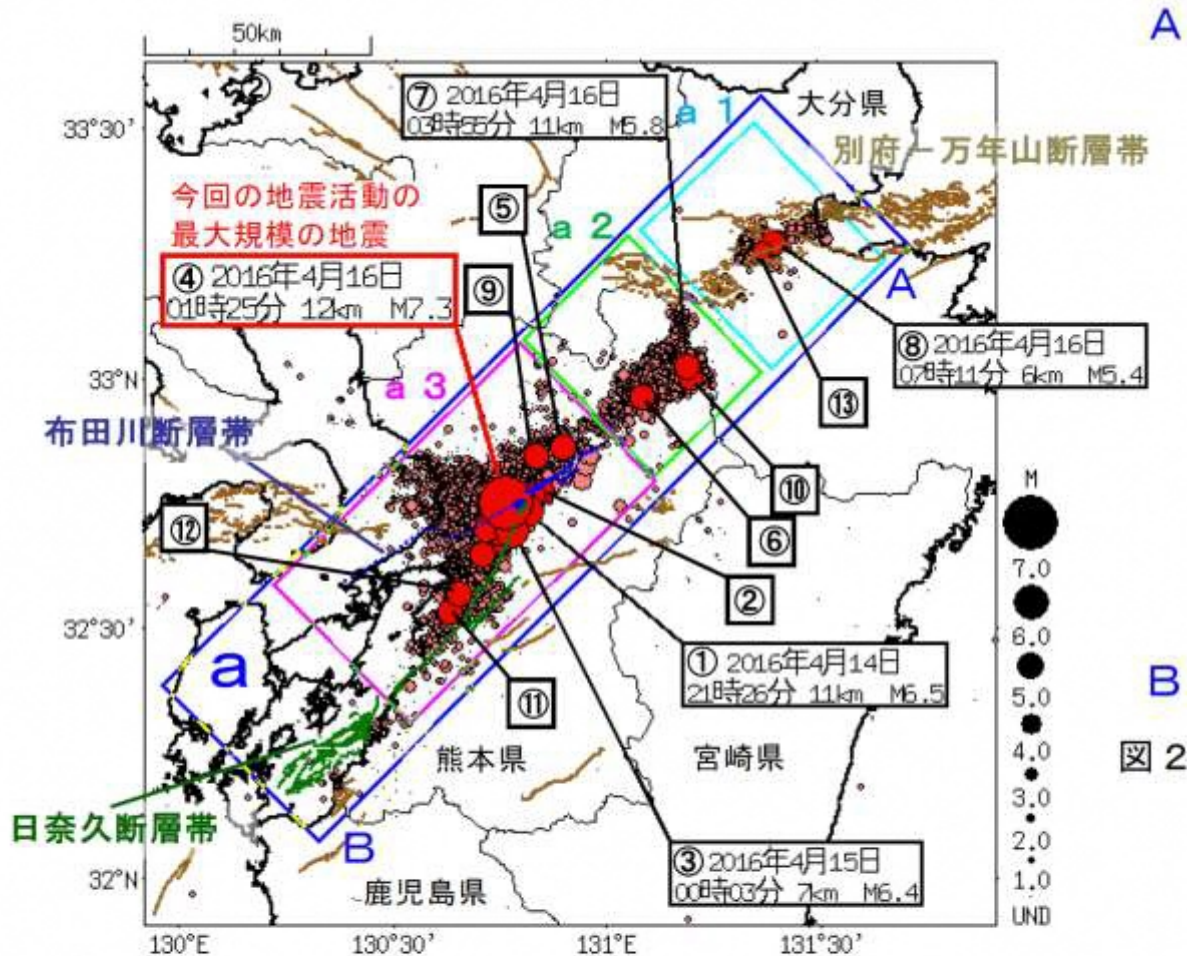 50km
A
⑦ 2016年4月16日
03時55分 11km M5.8
a 1
大分県
33°30'
別府－万年山断層帯
今回の地震活動の
最大規模の地震
⑤
a 2
④ 2016年4月16日
01時25分 12km M7.3
⑨
A
⑧ 2016年4月16日
07時11分 6km M5.4
33°N
a 3
⑬
布田川断層帯
⑩
M
⑫
⑥
7.0
②
6.0
32°30'
① 2016年4月14日
21時26分 11km M6.5
a
5.0
B
⑪
4.0
熊本県
宮崎県
図 2
3.0
日奈久断層帯
B
2.0
③ 2016年4月15日
00時03分 7km M6.4
32°N
1.0
鹿児島県
UND
130°E
130°30'
131°E
131°30'